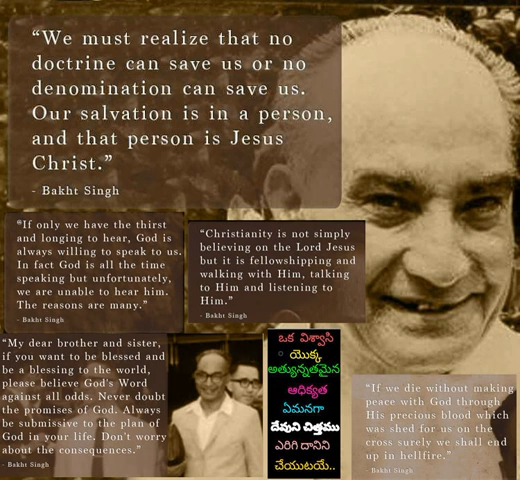 “We must realize that no
doctrine can save us or no
denomination can save us.
Our salvation is in a person,
and that person is Jesus
Christ.”
- Bakht Singh
“If only we have the thirst
and longing to hear, God is
always willing to speak to us.
In fact God is all the time
speaking but unfortunately,
we are unable to hear him.
The reasons are many.”
- Bakht Singh
“Christianity is not simply
believing on the Lord Jesus
but it is fellowshipping and
walking with Him, talking
to Him and listening to
Him.”
- Bakht Singh
“My dear brother and sister,
if you want to be blessed and
be a blessing to the world,
please believe God's Word
against all odds. Never doubt
the promises of God. Always
be submissive to the plan of
God in your life. Don't worry
about the consequences.”
- Bakht Singh
ఒక విశ్వాసి
యొక్క
అత్యున్నతమైన
ఆధిక్యత
ఏమనగా
దేవుని చిత్తము
ఎరిగి దానిని
చేయుటయే..
“If we die without making
peace with God through
His precious blood which
was shed for us on the
cross surely we shall end
up in hellfire.”
- Bakht Singh